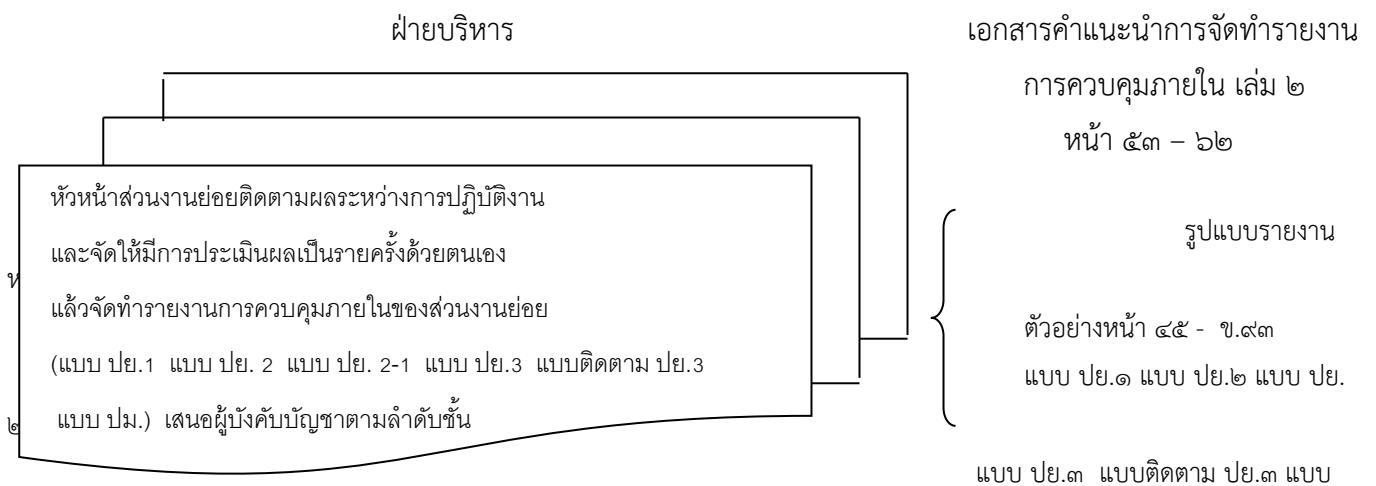 ฝ่ายบริหาร
เอกสารคำแนะนำการจัดทำรายงาน
การควบคุมภายใน เล่ม ๒
หน้า ๕๓ – ๖๒
หัวหน้าส่วนงานย่อยติดตามผลระหว่างการปฏิบัติงาน
และจัดให้มีการประเมินผลเป็นรายครั้งด้วยตนเอง
แล้วจัดทำรายงานการควบคุมภายในของส่วนงานย่อย
(แบบ ปย.1 แบบ ปย. 2 แบบ ปย. 2-1 แบบ ปย.3 แบบติดตาม ปย.3
แบบ ปม.) เสนอผู้บังคับบัญชาตามลำดับชั้น
รูปแบบรายงาน
ตัวอย่างหน้า ๔๕ - ข.๙๓
แบบ ปย.๑ แบบ ปย.๒ แบบ ปย.
แบบ ปย.๓ แบบติดตาม ปย.๓ แบบ